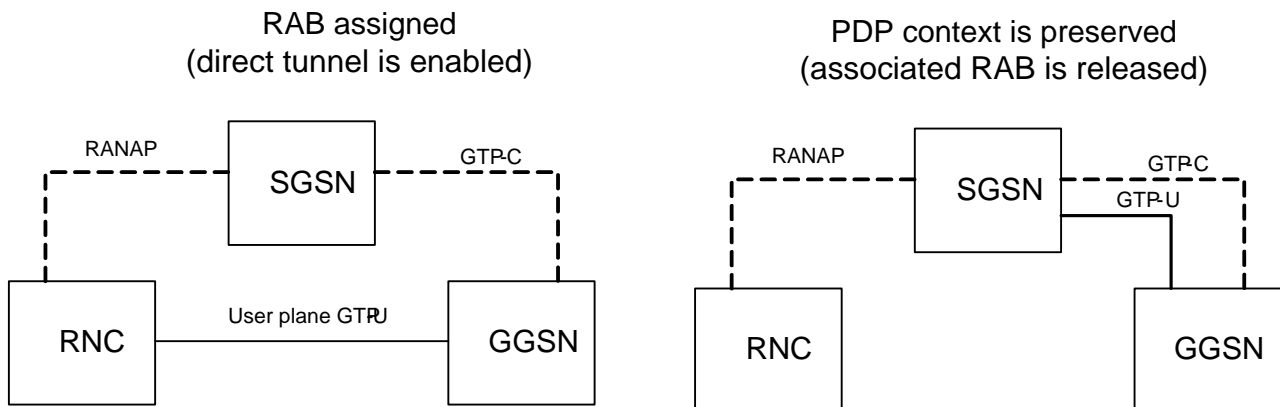 RAB assigned
(direct tunnel is enabled)
RANAP
GTP-C
SGSN
RNC
User plane GTP-U
GGSN
PDP context is preserved
(associated RAB is released)
RANAP
GTP-C
GTP-U
SGSN
RNC
GGSN